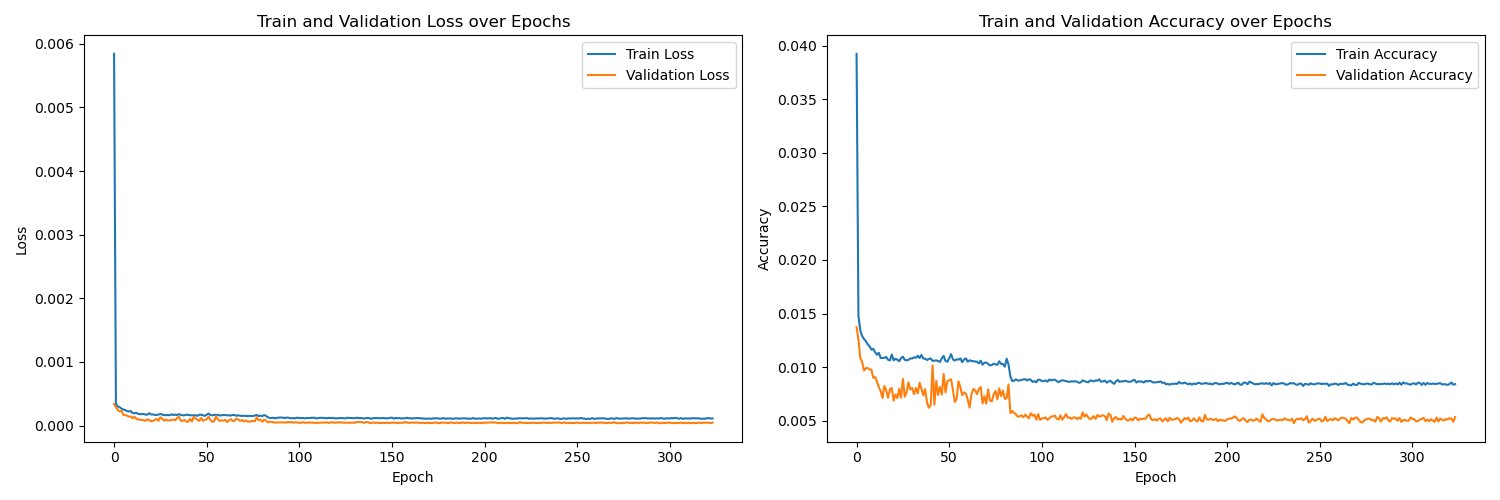 Train and Validation Loss over Epochs
0.006
0.005
0.004
0.003
0.002
0.001
0.000
Loss
Train Loss
Validation Loss
0
50
100
150
200
250
300
Epoch
Train and Validation Accuracy over Epochs
0.040
0.035
0.030
0.025
0.020
0.015
0.010
0.005
Accuracy
Train Accuracy
Validation Accuracy
0
50
100
150
200
250
300
Epoch